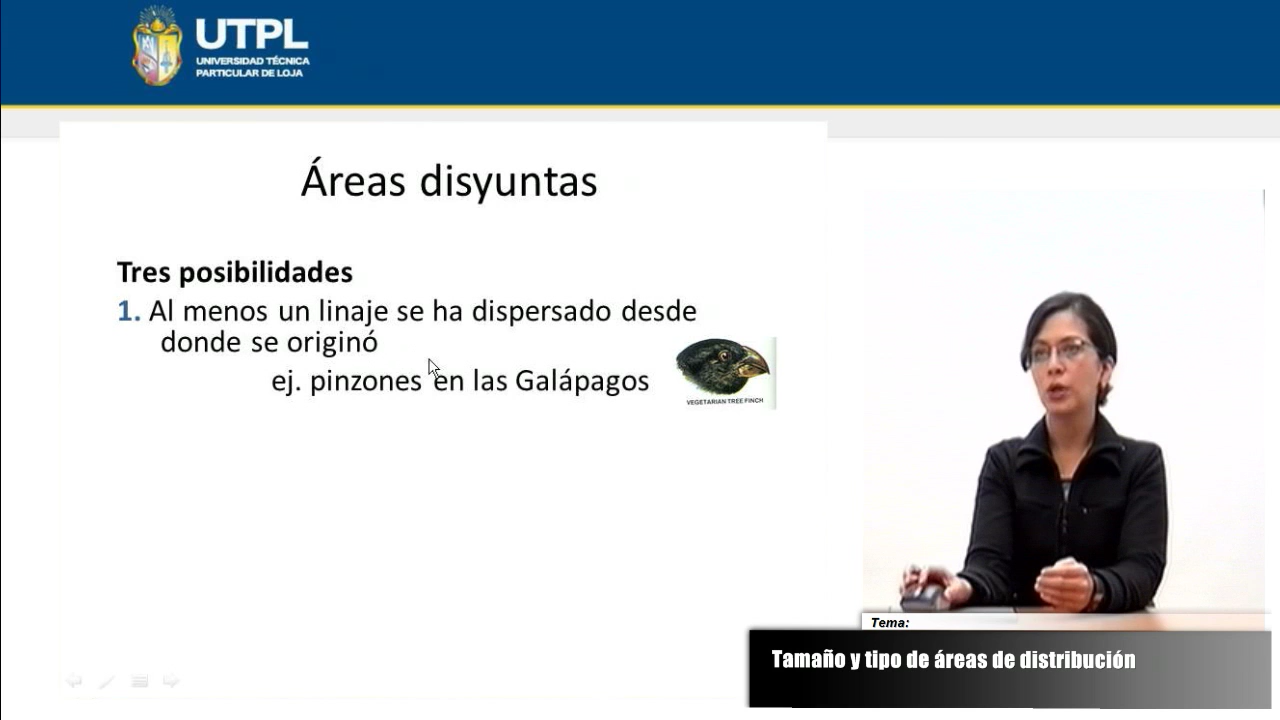 UTPL
UNIVERSIDAD TÉCNICA
PARTICULAR DE LOJA
Áreas disyuntas
Tres posibilidades
1. Al menos un linaje se ha dispersado desde
donde se originó
ej. pinzones en las Galápagos
VEGETARIAN TREE FINCH
Tema:
Tamaño y tipo de áreas de distribución